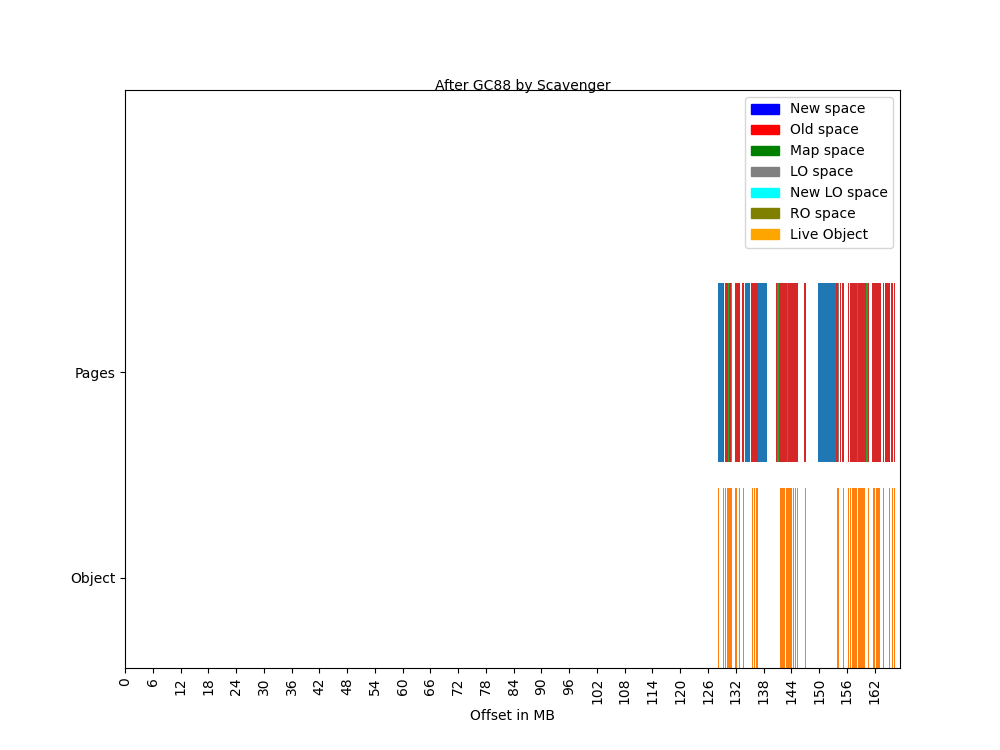 After GC88 by Scavenger
New space
Old space
Map space
LO space
New LO space
RO space
Live Object
Pages
Object
0 6 12 18 24 30 36 42 48 54 60 66 72 78 84 90 96 102 108 114 120 126 132 138 144 150 156 162
Offset in MB